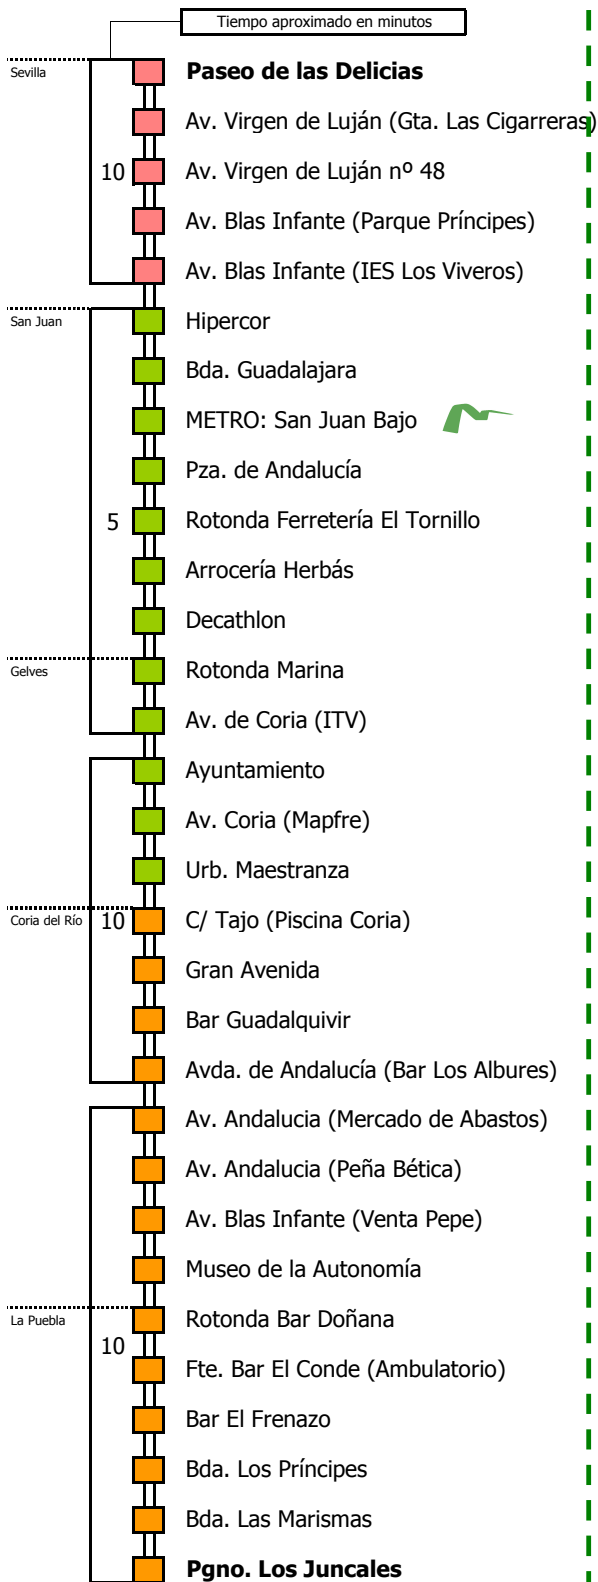 Tiempo aproximado en minutos
Sevilla
Paseo de las Delicias
Av. Virgen de Luján (Gta. Las Cigarreras)
10
Av. Virgen de Luján nº 48
Av. Blas Infante (Parque Príncipes)
Av. Blas Infante (IES Los Viveros)
San Juan
Hipercor
Bda. Guadalajara
METRO: San Juan Bajo
Pza. de Andalucía
5
Rotonda Ferretería El Tornillo
Arrocería Herbás
Decathlon
Gelves
Rotonda Marina
Av. de Coria (ITV)
Ayuntamiento
Av. Coria (Mapfre)
Urb. Maestranza
Coria del Río
10
C/ Tajo (Piscina Coria)
Gran Avenida
Bar Guadalquivir
Avda. de Andalucía (Bar Los Albures)
Av. Andalucia (Mercado de Abastos)
Av. Andalucia (Peña Bética)
Av. Blas Infante (Venta Pepe)
Museo de la Autonomía
La Puebla
Rotonda Bar Doñana
10
Fte. Bar El Conde (Ambulatorio)
Bar El Frenazo
Bda. Los Príncipes
Bda. Las Marismas
Pgno. Los Juncales